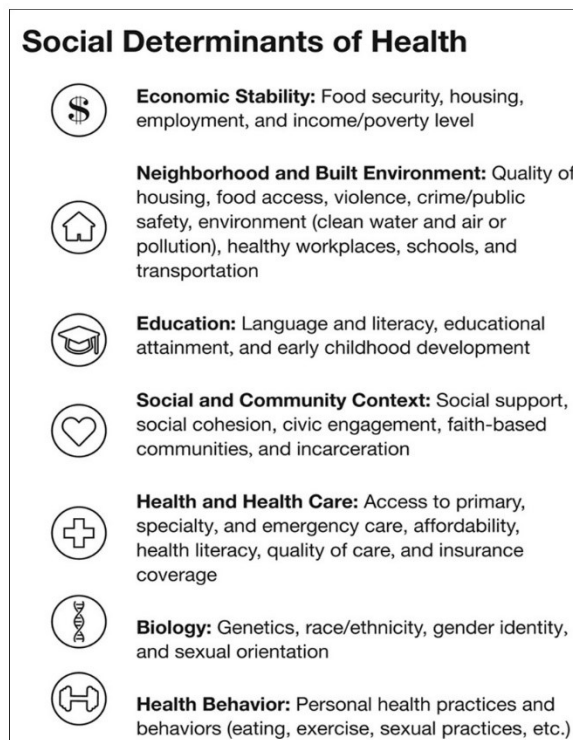 Social Determinants of Health
$
Economic Stability: Food security, housing,
employment, and income/poverty level
Neighborhood and Built Environment: Quality of
housing, food access, violence, crime/public
safety, environment (clean water and air or
pollution), healthy workplaces, schools, and
transportation
Education: Language and literacy, educational
attainment, and early childhood development
Social and Community Context: Social support,
social cohesion, civic engagement, faith-based
communities, and incarceration
Health and Health Care: Access to primary,
specialty, and emergency care, affordability,
health literacy, quality of care, and insurance
coverage
Biology: Genetics, race/ethnicity, gender identity,
and sexual orientation
Health Behavior: Personal health practices and
behaviors (eating, exercise, sexual practices, etc.)